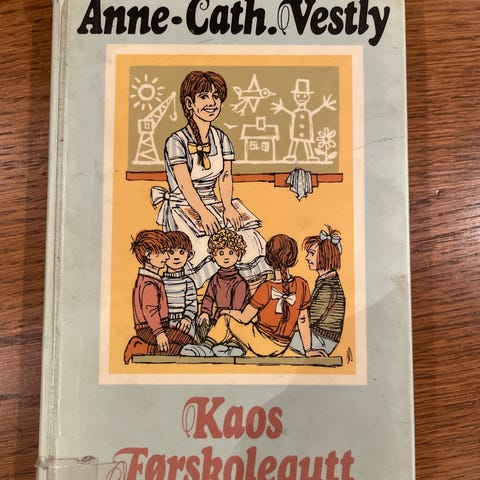 Anne-Cath. Vestly
Kaos
Førskolegutt